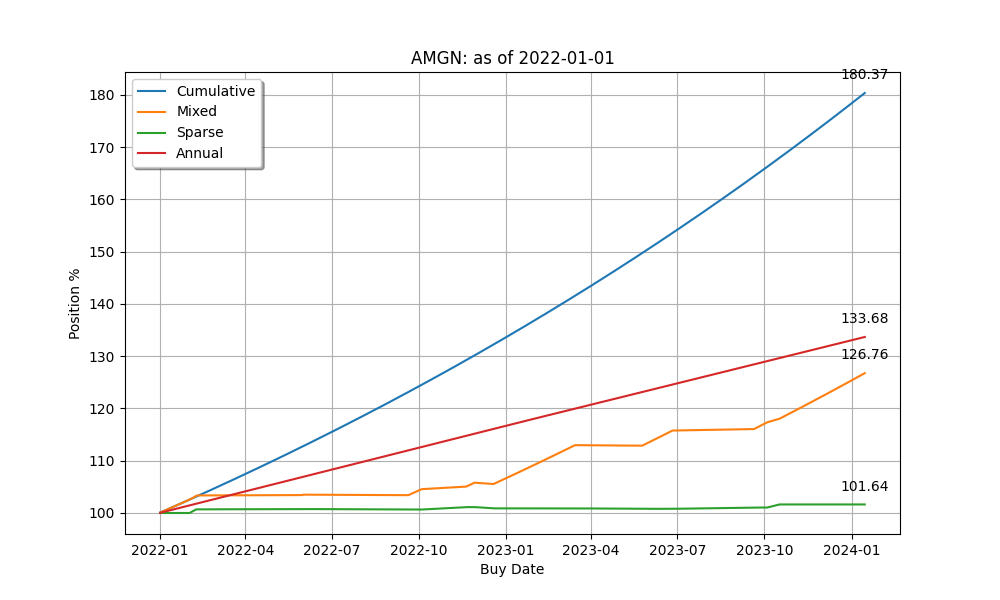 AMGN: as of 2022-01-01
180.37
Cumulative
Mixed
Sparse
Annual
180
170
160
150
140
133.68
130
126.76
120
110
101.64
100
Position %
2022-01 2022-04 2022-07 2022-10 2023-01 2023-04 2023-07 2023-10 2024-01
Buy Date